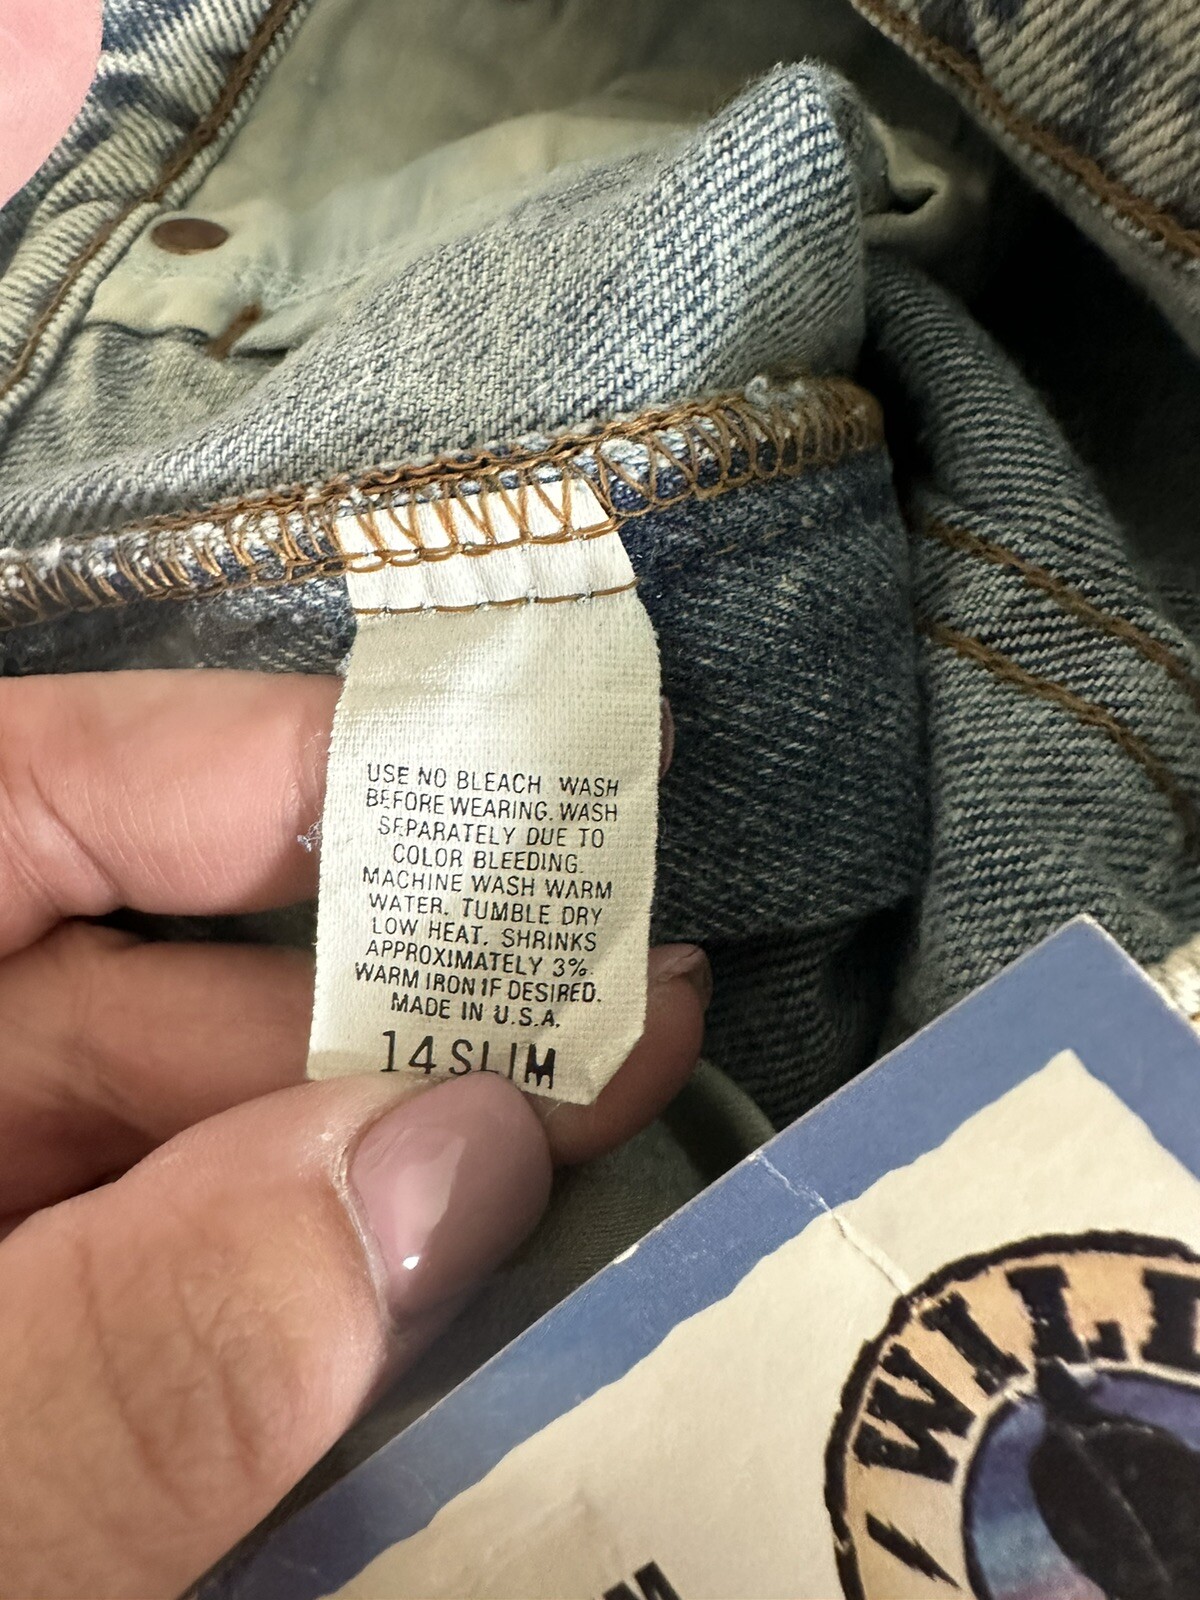 USE NO BLEACH WASH
BEFORE WEARING. WASH
SEPARATELY DUE TO
COLOR BLEEDING.
MACHINE WASH WARM
WATER. TUMBLE DRY
LOW HEAT. SHRINKS
APPROXIMATELY 3%.
WARM IRON IF DESIRED.
MADE IN U.S.A.
14 SLIM